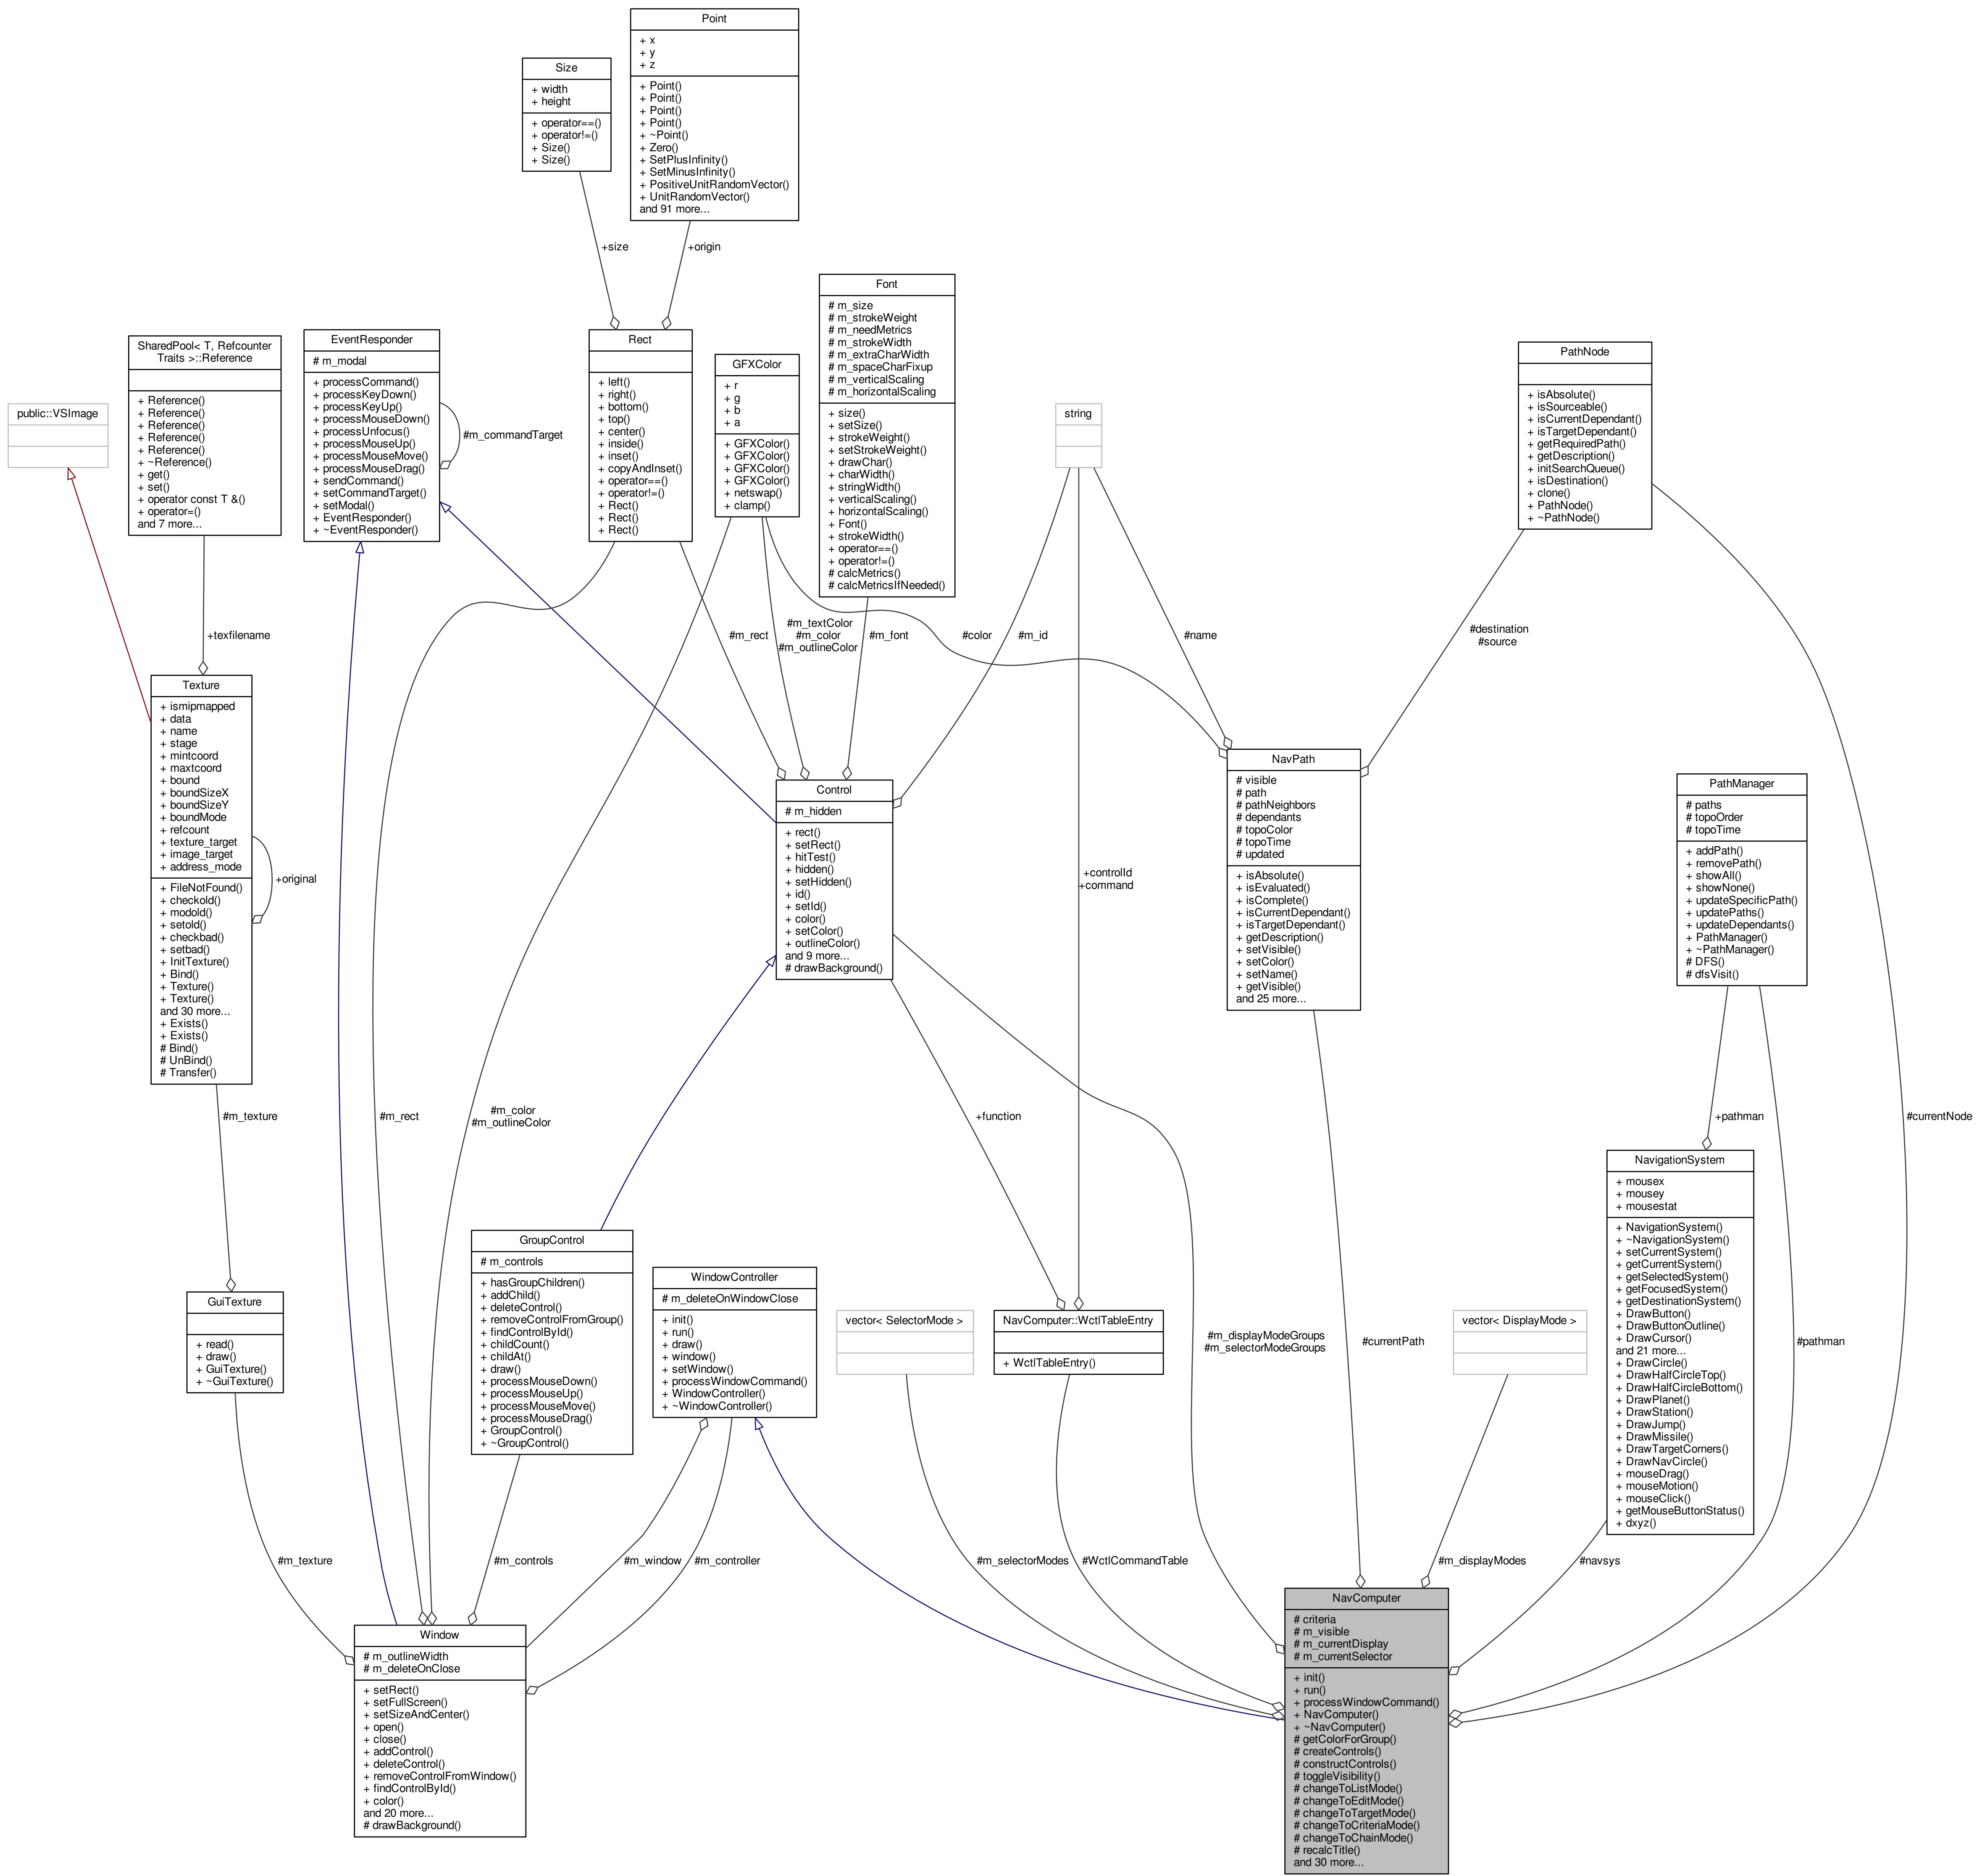 Point
+ x
+ y
+ z
+ Point()
+ Point()
+ Point()
+ Point()
+ ~Point()
+ Zero()
+ SetPlusInfinity()
+ SetMinusInfinity()
+ PositiveUnitRandomVector()
+ UnitRandomVector()
and 91 more...
Size
+ width
+ height
+ operator==()
+ operator!=()
+ Size()
+ Size()
+size
+origin
Font
# m_size
# m_strokeWeight
# m_needMetrics
# m_strokeWidth
# m_extraCharWidth
# m_spaceCharFixup
# m_verticalScaling
# m_horizontalScaling
+ size()
+ setSize()
+ strokeWeight()
+ setStrokeWeight()
+ drawChar()
+ charWidth()
+ stringWidth()
+ verticalScaling()
+ horizontalScaling()
+ Font()
+ strokeWidth()
+ operator==()
+ operator!=()
# calcMetrics()
# calcMetricsIfNeeded()
public::VSImage
SharedPool< T, Refcounter
Traits >::Reference
+ Reference()
+ Reference()
+ Reference()
+ Reference()
+ Reference()
+ ~Reference()
+ get()
+ set()
+ operator const T &()
+ operator=()
and 7 more...
EventResponder
# m_modal
+ processCommand()
+ processKeyDown()
+ processKeyUp()
+ processMouseDown()
+ processUnfocus()
+ processMouseUp()
+ processMouseMove()
+ processMouseDrag()
+ sendCommand()
+ setCommandTarget()
+ setModal()
+ EventResponder()
+ ~EventResponder()
#m_commandTarget
Rect
+ left()
+ right()
+ bottom()
+ top()
+ center()
+ inside()
+ inset()
+ copyAndInset()
+ operator==()
+ operator!=()
+ Rect()
+ Rect()
+ Rect()
GFXColor
+ r
+ g
+ b
+ a
+ GFXColor()
+ GFXColor()
+ GFXColor()
+ GFXColor()
+ netswap()
+ clamp()
string
PathNode
+ isAbsolute()
+ isSourceable()
+ isCurrentDependant()
+ isTargetDependant()
+ getRequiredPath()
+ getDescription()
+ initSearchQueue()
+ isDestination()
+ clone()
+ PathNode()
+ ~PathNode()
+texfilename
#m_rect
#m_textColor
#m_color
#m_outlineColor
#m_font
#color
#m_id
#name
#destination
#source
Texture
+ ismipmapped
+ data
+ name
+ stage
+ mintcoord
+ maxtcoord
+ bound
+ boundSizeX
+ boundSizeY
+ boundMode
+ refcount
+ texture_target
+ image_target
+ address_mode
+ FileNotFound()
+ checkold()
+ modold()
+ setold()
+ checkbad()
+ setbad()
+ InitTexture()
+ Bind()
+ Texture()
+ Texture()
and 30 more...
+ Exists()
+ Exists()
# Bind()
# UnBind()
# Transfer()
+original
Control
# m_hidden
+ rect()
+ setRect()
+ hitTest()
+ hidden()
+ setHidden()
+ id()
+ setId()
+ color()
+ setColor()
+ outlineColor()
and 9 more...
# drawBackground()
+controlId
+command
NavPath
# visible
# path
# pathNeighbors
# dependants
# topoColor
# topoTime
# updated
+ isAbsolute()
+ isEvaluated()
+ isComplete()
+ isCurrentDependant()
+ isTargetDependant()
+ getDescription()
+ setVisible()
+ setColor()
+ setName()
+ getVisible()
and 25 more...
PathManager
# paths
# topoOrder
# topoTime
+ addPath()
+ removePath()
+ showAll()
+ showNone()
+ updateSpecificPath()
+ updatePaths()
+ updateDependants()
+ PathManager()
+ ~PathManager()
# DFS()
# dfsVisit()
#m_texture
#m_rect
#m_color
#m_outlineColor
+function
+pathman
#currentNode
GuiTexture
+ read()
+ draw()
+ GuiTexture()
+ ~GuiTexture()
GroupControl
# m_controls
+ hasGroupChildren()
+ addChild()
+ deleteControl()
+ removeControlFromGroup()
+ findControlById()
+ childCount()
+ childAt()
+ draw()
+ processMouseDown()
+ processMouseUp()
+ processMouseMove()
+ processMouseDrag()
+ GroupControl()
+ ~GroupControl()
WindowController
# m_deleteOnWindowClose
+ init()
+ run()
+ draw()
+ window()
+ setWindow()
+ processWindowCommand()
+ WindowController()
+ ~WindowController()
vector< SelectorMode >
NavComputer::WctlTableEntry
+ WctlTableEntry()
#m_displayModeGroups
#m_selectorModeGroups
#currentPath
vector< DisplayMode >
NavigationSystem
+ mousex
+ mousey
+ mousestat
+ NavigationSystem()
+ ~NavigationSystem()
+ setCurrentSystem()
+ getCurrentSystem()
+ getSelectedSystem()
+ getFocusedSystem()
+ getDestinationSystem()
+ DrawButton()
+ DrawButtonOutline()
+ DrawCursor()
and 21 more...
+ DrawCircle()
+ DrawHalfCircleTop()
+ DrawHalfCircleBottom()
+ DrawPlanet()
+ DrawStation()
+ DrawJump()
+ DrawMissile()
+ DrawTargetCorners()
+ DrawNavCircle()
+ mouseDrag()
+ mouseMotion()
+ mouseClick()
+ getMouseButtonStatus()
+ dxyz()
#pathman
#m_texture
#m_controls
#m_window
#m_controller
#m_selectorModes
#WctlCommandTable
#m_displayModes
#navsys
Window
# m_outlineWidth
# m_deleteOnClose
+ setRect()
+ setFullScreen()
+ setSizeAndCenter()
+ open()
+ close()
+ addControl()
+ deleteControl()
+ removeControlFromWindow()
+ findControlById()
+ color()
and 20 more...
# drawBackground()
NavComputer
# criteria
# m_visible
# m_currentDisplay
# m_currentSelector
+ init()
+ run()
+ processWindowCommand()
+ NavComputer()
+ ~NavComputer()
# getColorForGroup()
# createControls()
# constructControls()
# toggleVisibility()
# changeToListMode()
# changeToEditMode()
# changeToTargetMode()
# changeToCriteriaMode()
# changeToChainMode()
# recalcTitle()
and 30 more...